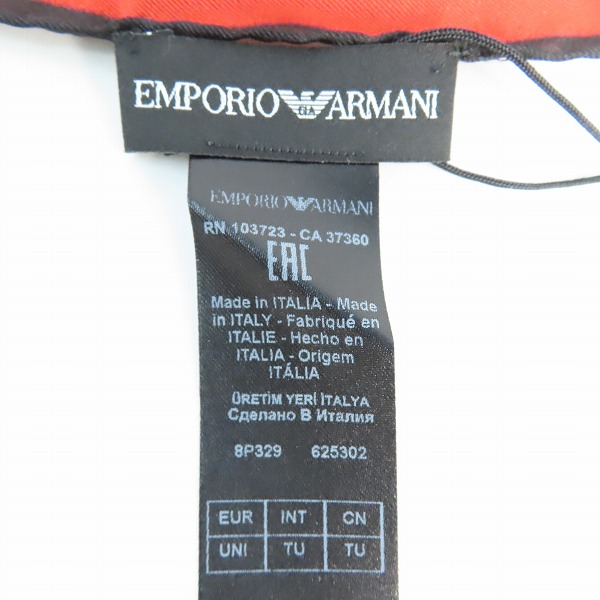 EMPORIO GA ARMANI
EMPORIO ARMANI
RN 103723 - CA 37360
EAC
Made in ITALIA - Made
in ITALY - Fabriqué en
ITALIE - Hecho en
ITALIA - Origem
ITÁLIA
ÜRETİM YERİ İTALYA
Сделано В Италия
8P329 625302
EUR INT CN
UNI TU TU